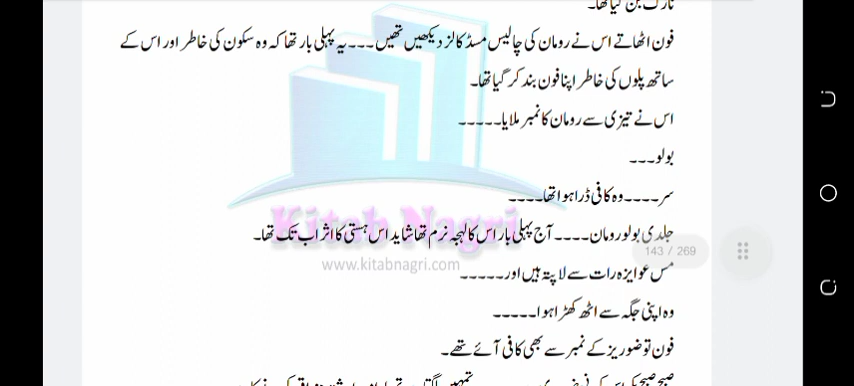 نازک بن گیا تھا۔
فون اٹھاتے اس نے رومان کی چالیس مسڈ کالز دیکھیں تھیں۔۔۔یہ پہلی بار تھا کہ وہ سکون کی خاطر اور اس کے
ساتھ پلوں کی خاطر اپنا فون بند کر گیا تھا۔
اس نے تیزی سے رومان کا نمبر ملایا۔۔۔۔۔
بولو۔۔۔
سر۔۔۔۔وہ کافی ڈرا ہوا تھا۔۔۔۔
Kitab Nagri
جلدی بولو رومان۔۔۔۔آج پہلی بار اس کا لہجہ نرم تھا شاید اس ہستی کا اثر اب تک تھا۔
143 / 269
www.kitabnagri.com
مس عوایزہ رات سے لاپتہ ہیں اور۔۔۔۔۔
وہ اپنی جگہ سے اٹھ کھڑا ہوا۔۔۔۔۔
فون تو ضوریز کے نمبر سے بھی کافی آئے تھے۔